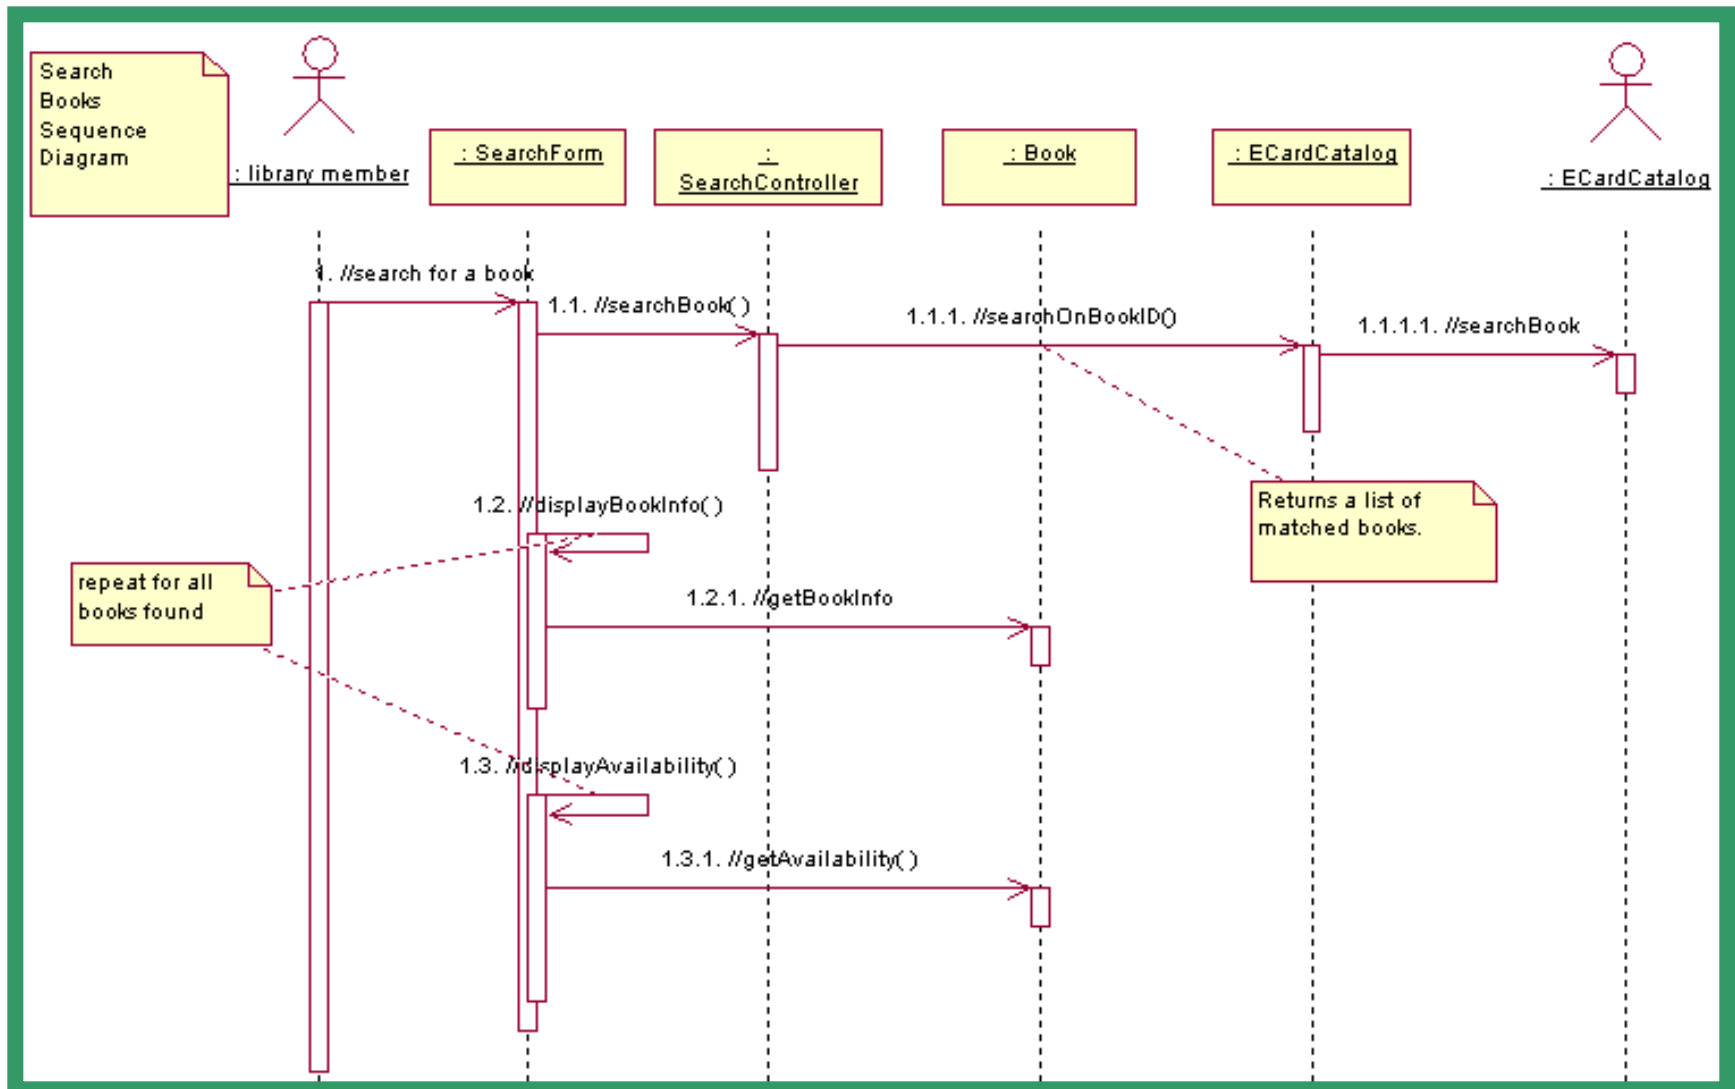 Search
Books
Sequence
Diagram
: library member
: SearchForm
:
SearchController
: Book
: ECardCatalog
: ECardCatalog
1. //search for a book
1.1. //searchBook( )
1.1.1. //searchOnBookID()
1.1.1.1. //searchBook
1.2. //displayBookInfo( )
Returns a list of
matched books.
repeat for all
books found
1.2.1. //getBookInfo
1.3. //displayAvailability( )
1.3.1. //getAvailability( )